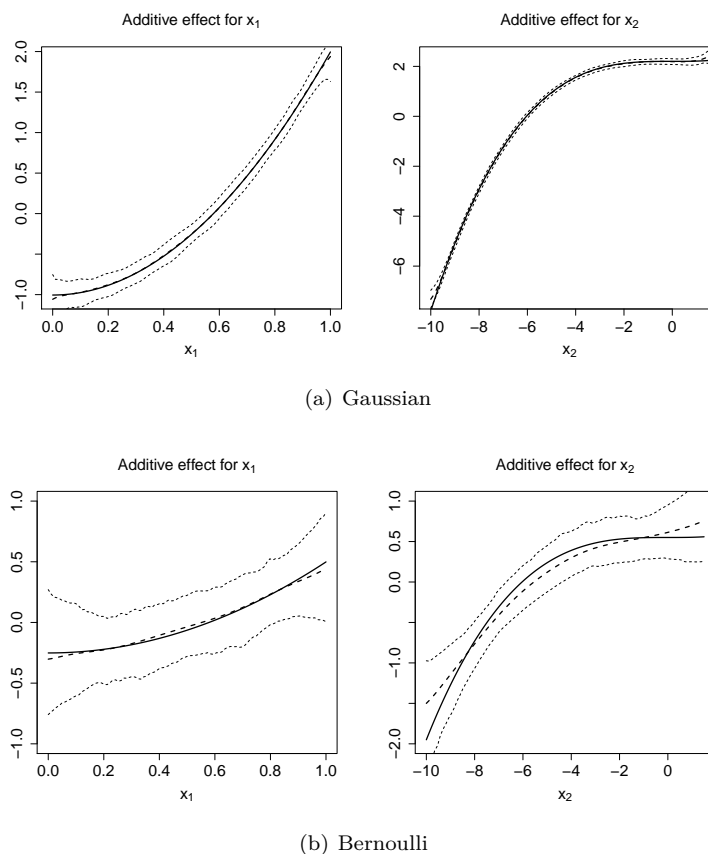 Additive effect for x₁
2.0
1.5
1.0
0.5
0.0
−1.0
0.0 0.2 0.4 0.6 0.8 1.0
x₁
Additive effect for x₂
2
0
−2
−4
−6
−10 −8 −6 −4 −2 0
x₂
(a) Gaussian
Additive effect for x₁
1.0
0.5
0.0
−0.5
−1.0
0.0 0.2 0.4 0.6 0.8 1.0
x₁
Additive effect for x₂
1.0
0.5
0.0
−1.0
−2.0
−10 −8 −6 −4 −2 0
x₂
(b) Bernoulli